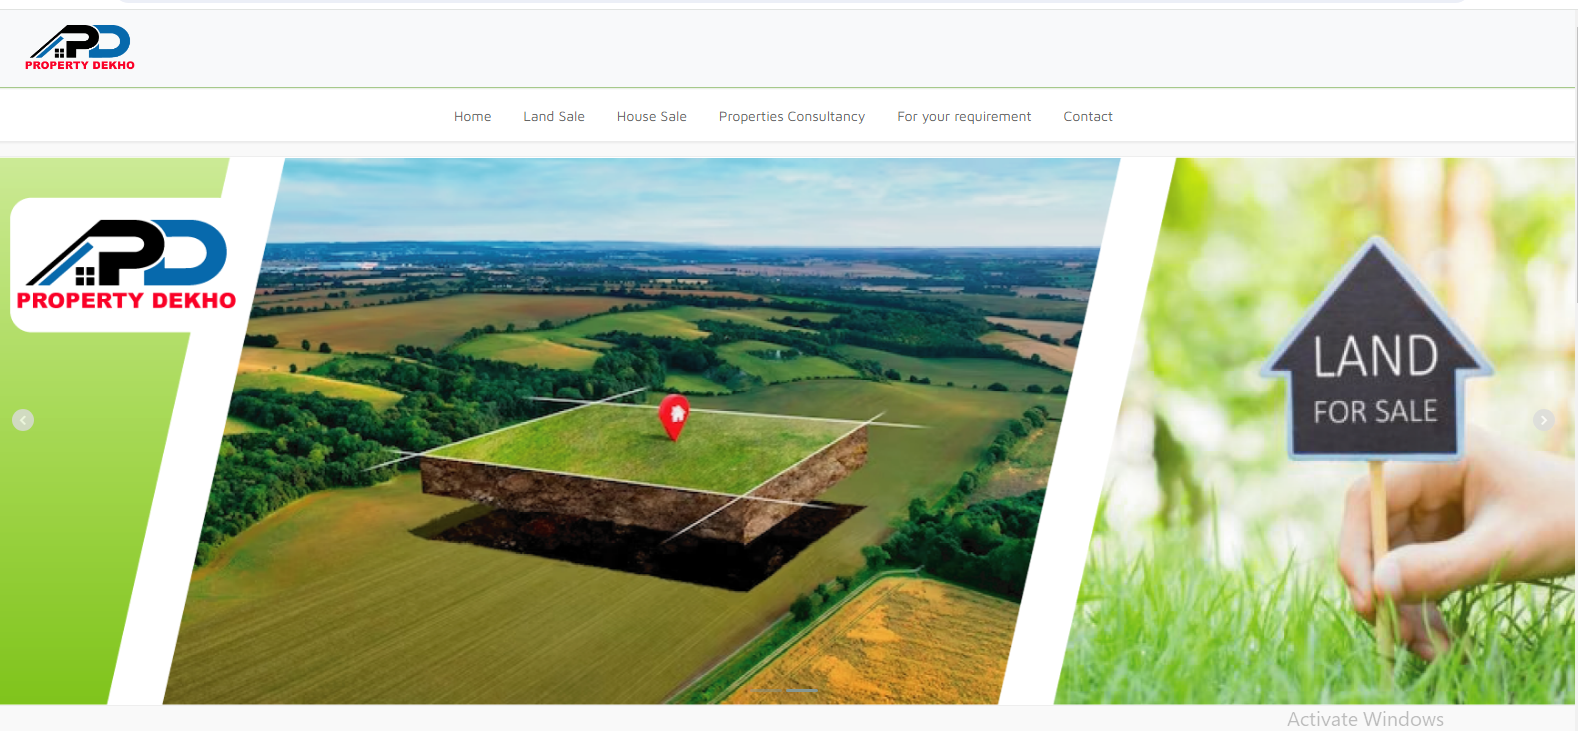 PD
PROPERTY DEKHO
Home Land Sale House Sale Properties Consultancy For your requirement Contact
PD
PROPERTY DEKHO
LAND
FOR SALE
Activate Windows